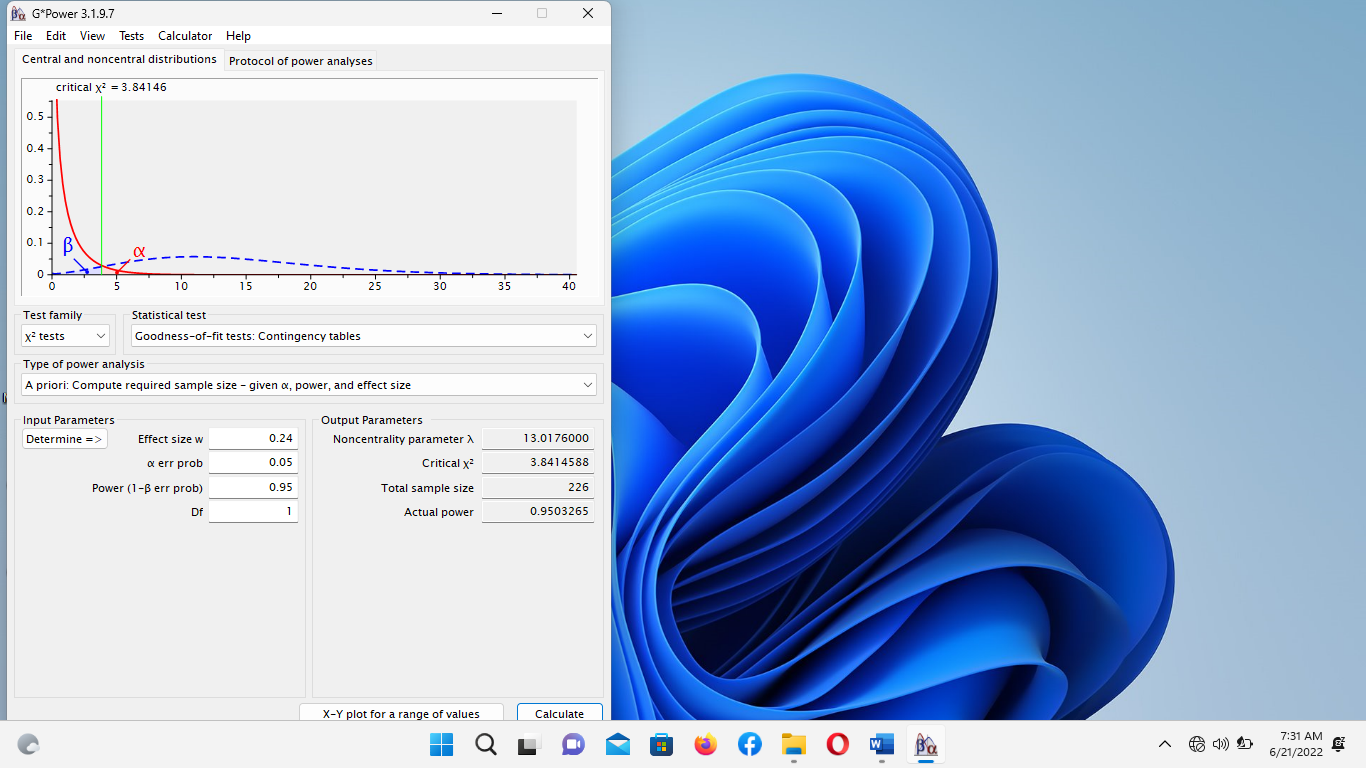 G*Power 3.1.9.7
File Edit View Tests Calculator Help
Central and noncentral distributions Protocol of power analyses
critical χ² = 3.84146
0.5
0.4
0.3
0.2
0.1
0
β α
0 5 10 15 20 25 30 35 40
Test family Statistical test
χ² tests Goodness-of-fit tests: Contingency tables
Type of power analysis
A priori: Compute required sample size - given α, power, and effect size
Input Parameters Output Parameters
Determine => Effect size w 0.24 Noncentrality parameter λ 13.0176000
α err prob 0.05 Critical χ² 3.8414588
Power (1-β err prob) 0.95 Total sample size 226
Df 1 Actual power 0.9503265
X-Y plot for a range of values Calculate
7:31 AM
6/21/2022